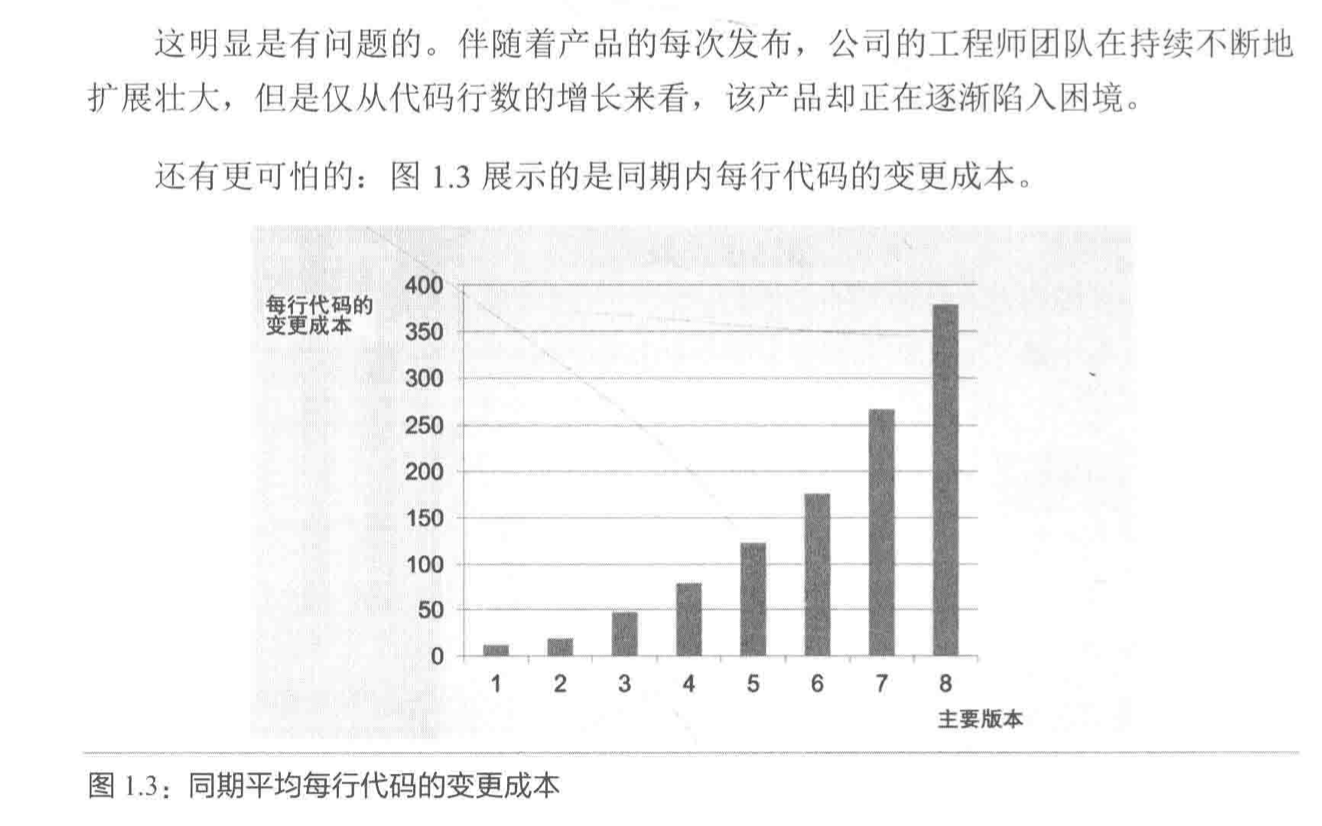 这明显是有问题的。伴随着产品的每次发布，公司的工程师团队在持续不断地
扩展壮大，但是仅从代码行数的增长来看，该产品却正在逐渐陷入困境。
还有更可怕的：图 1.3 展示的是同期内每行代码的变更成本。
每行代码的
变更成本
400
350
300
250
200
150
100
50
0
1 2 3 4 5 6 7 8
主要版本
图 1.3：同期平均每行代码的变更成本